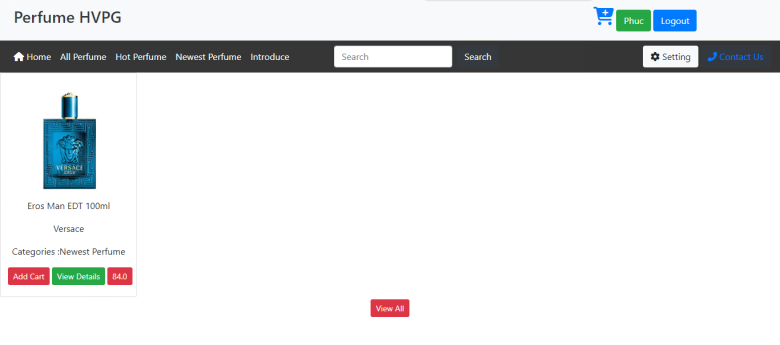 Perfume HVPG
Phuc Logout
Home All Perfume Hot Perfume Newest Perfume Introduce Search Search Setting Contact Us
VERSACE
EROS
Eros Man EDT 100ml
Versace
Categories :Newest Perfume
Add Cart View Details 84.0
View All